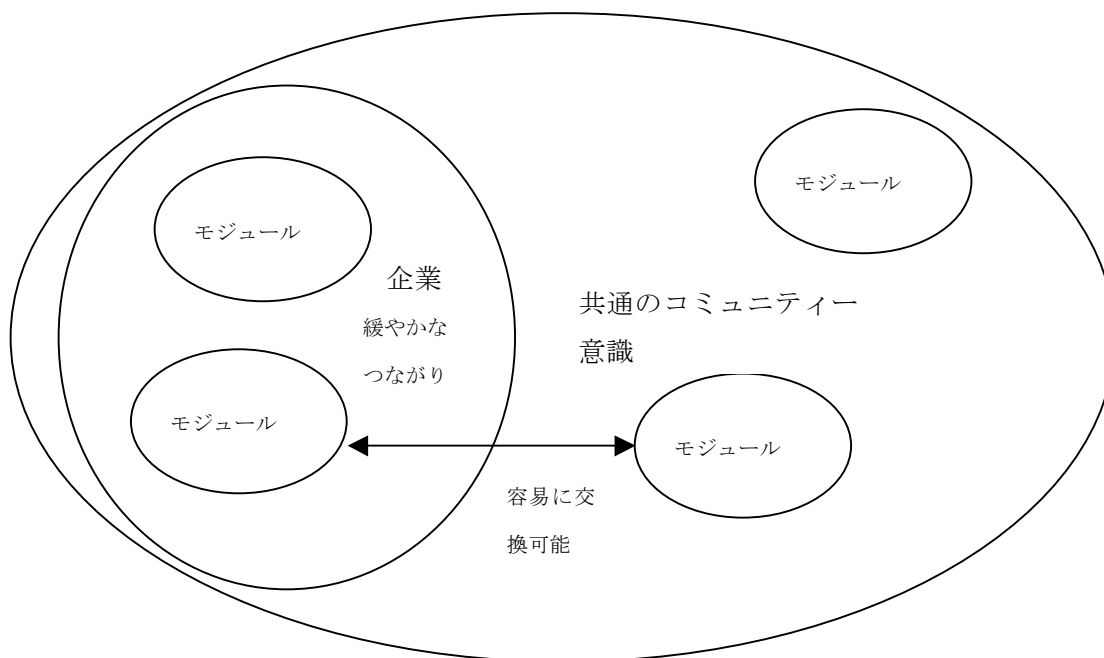 モジュール
モジュール
企業
緩やかな
つながり
モジュール
共通のコミュニティー
意識
モジュール
容易に交
換可能